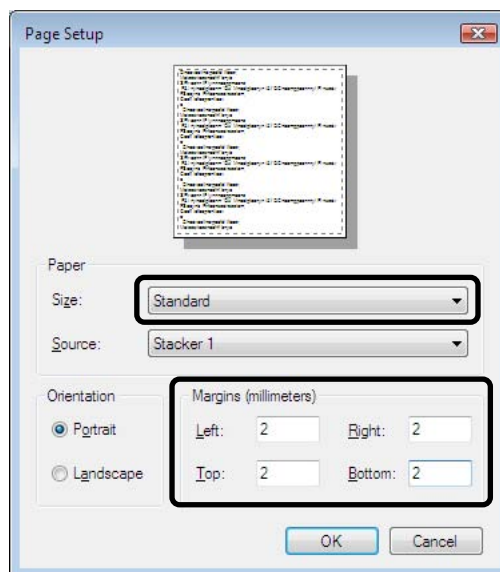 Page Setup
Paper
Size: Standard
Source: Stacker 1
Orientation
Portrait
Landscape
Margins (millimeters)
Left: 2 Right: 2
Top: 2 Bottom: 2
OK Cancel